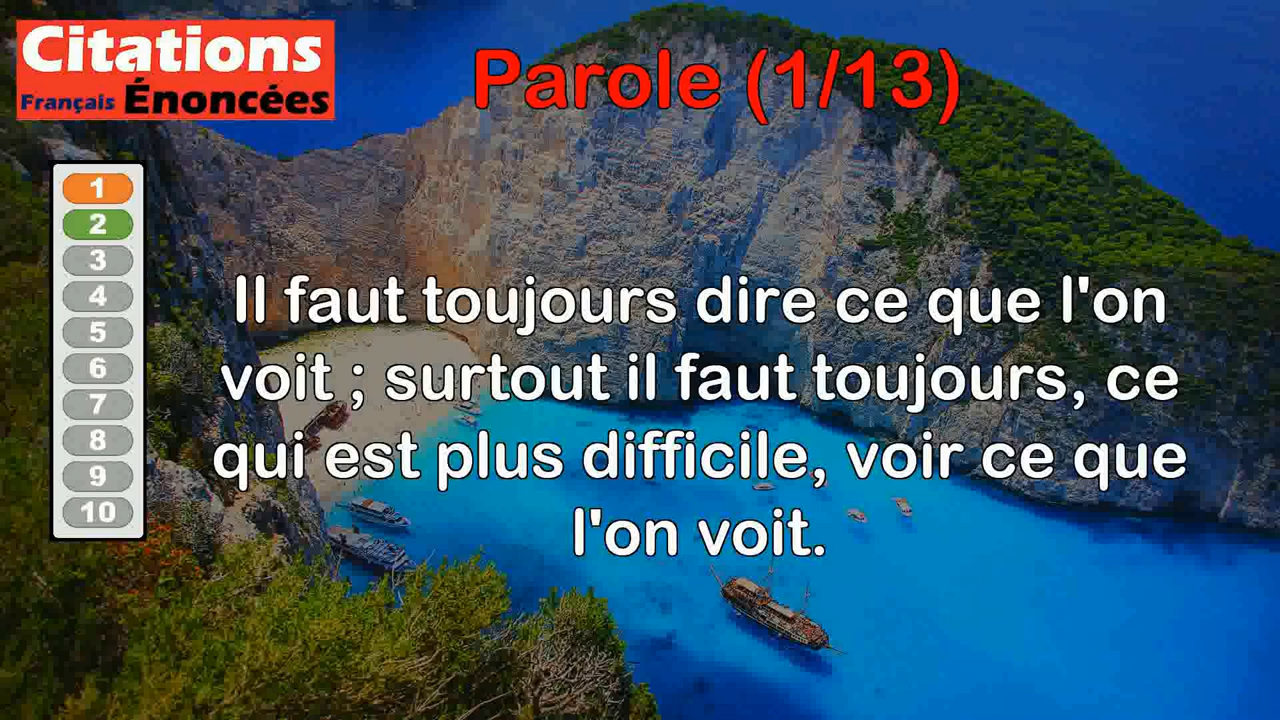 Citations
Français Énoncées
Parole (1/13)
1
2
3
4
5
6
7
8
9
10
Il faut toujours dire ce que l'on
voit ; surtout il faut toujours, ce
qui est plus difficile, voir ce que
l'on voit.